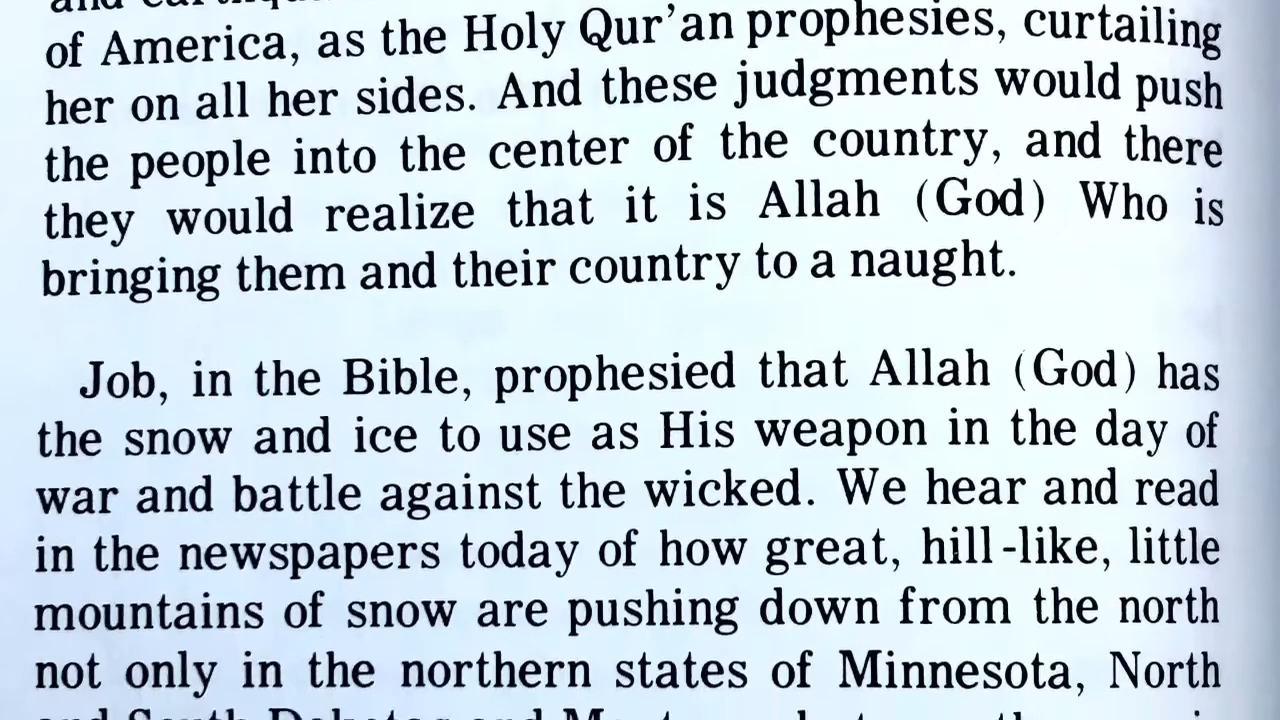 of America, as the Holy Qur'an prophesies, curtailing
her on all her sides. And these judgments would push
the people into the center of the country, and there
they would realize that it is Allah (God) Who is
bringing them and their country to a naught.
Job, in the Bible, prophesied that Allah (God) has
the snow and ice to use as His weapon in the day of
war and battle against the wicked. We hear and read
in the newspapers today of how great, hill-like, little
mountains of snow are pushing down from the north
not only in the northern states of Minnesota, North
and South Dakotas and